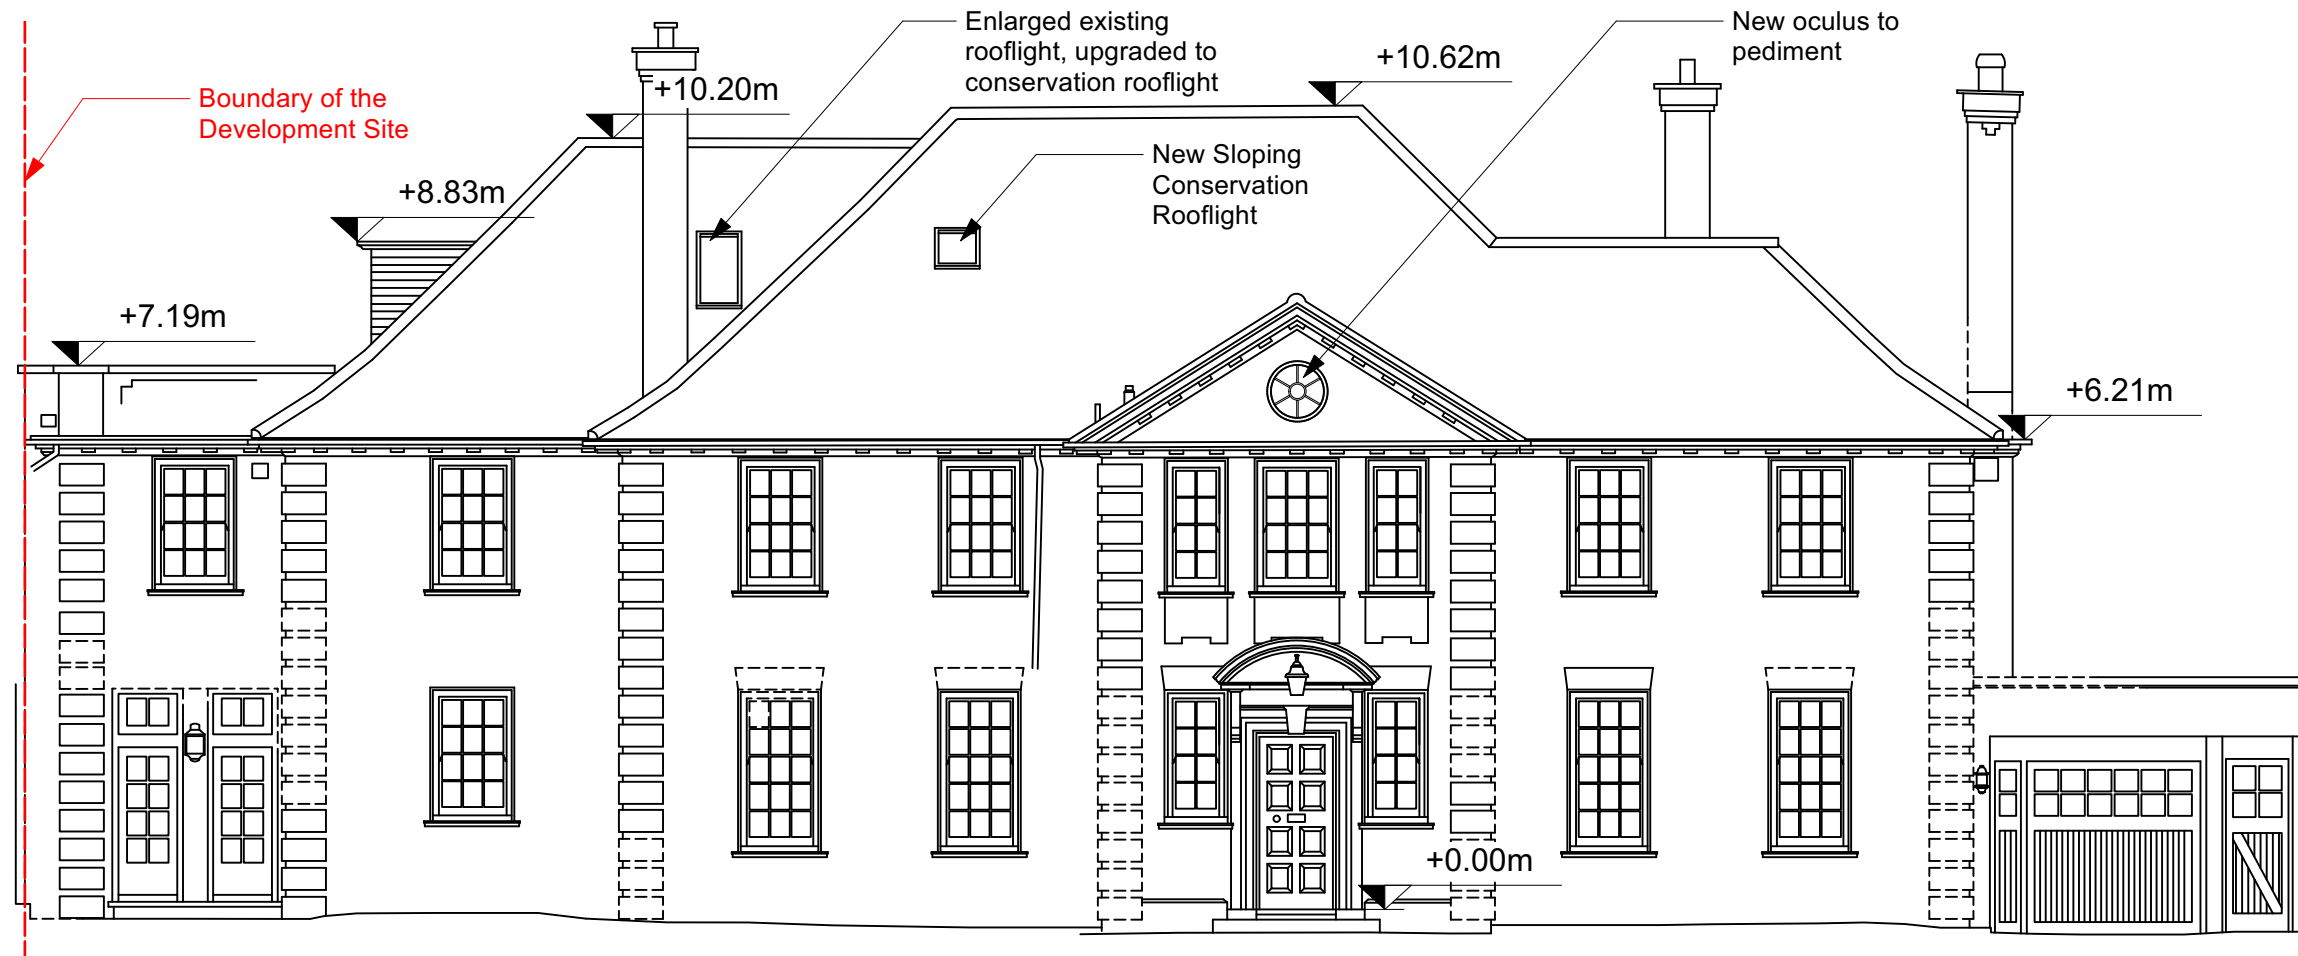 Enlarged existing
rooflight, upgraded to
conservation rooflight
New oculus to
pediment
+10.62m
+10.20m
Boundary of the
Development Site
New Sloping
Conservation
Rooflight
+8.83m
+7.19m
+6.21m
+0.00m